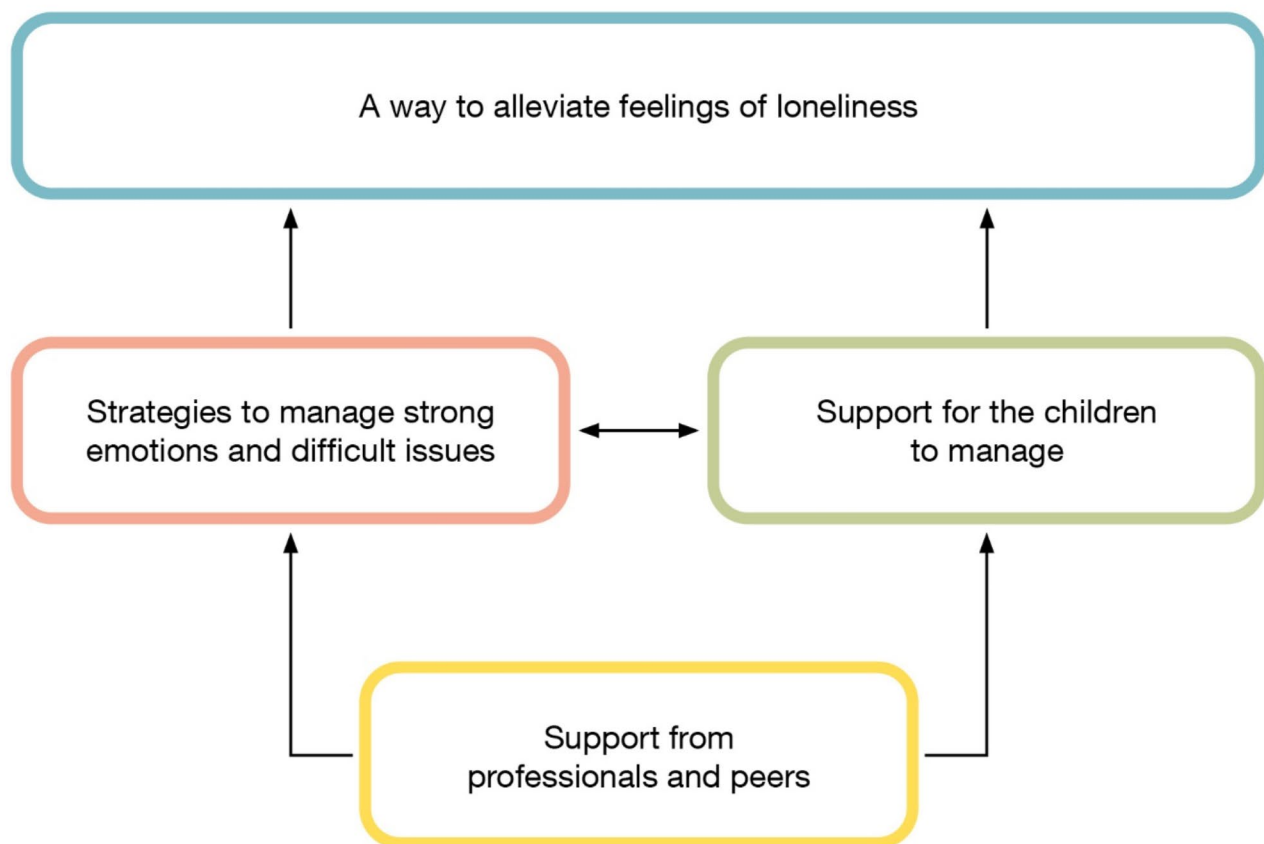 A way to alleviate feelings of loneliness
Strategies to manage strong
emotions and difficult issues
Support for the children
to manage
Support from
professionals and peers